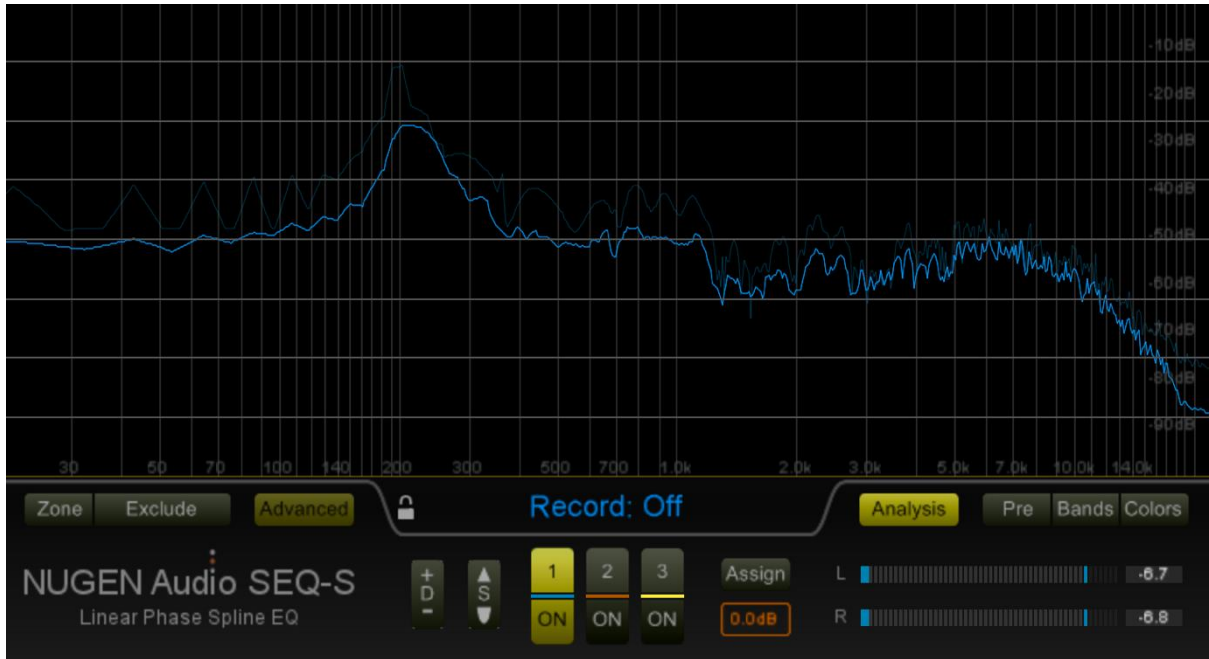 -10dB
-20dB
-30dB
-40dB
-50dB
-60dB
-70dB
-80dB
-90dB
30 50 70 100 140 200 300 500 700 1.0k 2.0k 3.0k 5.0k 7.0k 10.0k 14.0k
Zone Exclude Advanced Record: Off Analysis Pre Bands Colors
NUGEN Audio SEQ-S
Linear Phase Spline EQ
+
D
-
S
1 2 3
ON ON ON
Assign
0.0dB
L -6.7
R -6.8